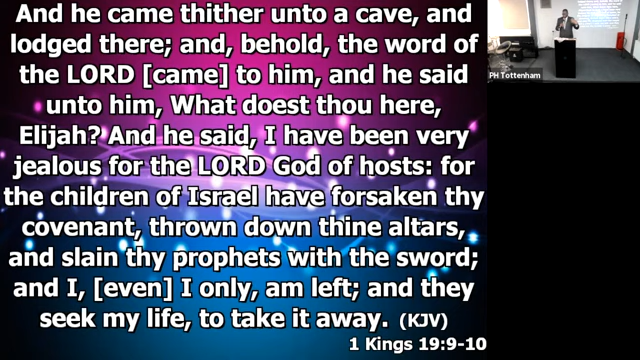 And he came thither unto a cave, and
lodged there; and, behold, the word of
the LORD [came] to him, and he said
unto him, What doest thou here,
Elijah? And he said, I have been very
jealous for the LORD God of hosts: for
the children of Israel have forsaken thy
covenant, thrown down thine altars,
and slain thy prophets with the sword;
and I, [even] I only, am left; and they
seek my life, to take it away. (KJV)
1 Kings 19:9-10
PH Tottenham